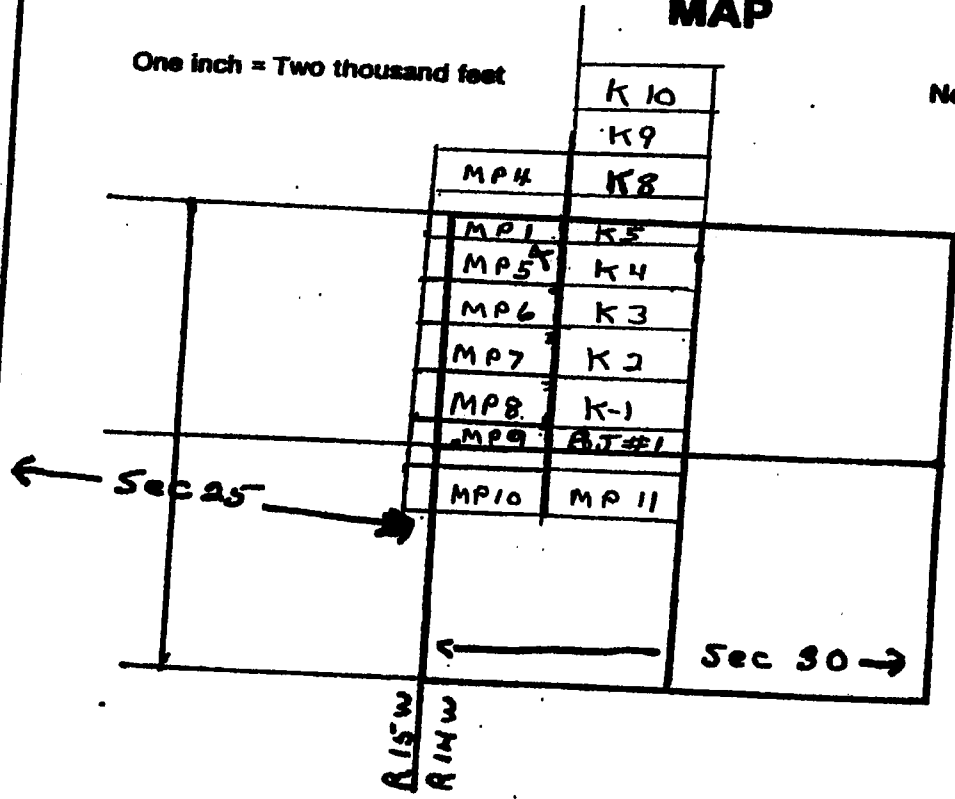 MAP
One inch = Two thousand feet
No
K 10
K9
MP4 K8
MP1 K5
MP5 K4
MP6 K3
MP7 K2
MP8 K-1
MP9 BJ#1
Sec 25
MP10 MP 11
Sec 30
R15W
R14W